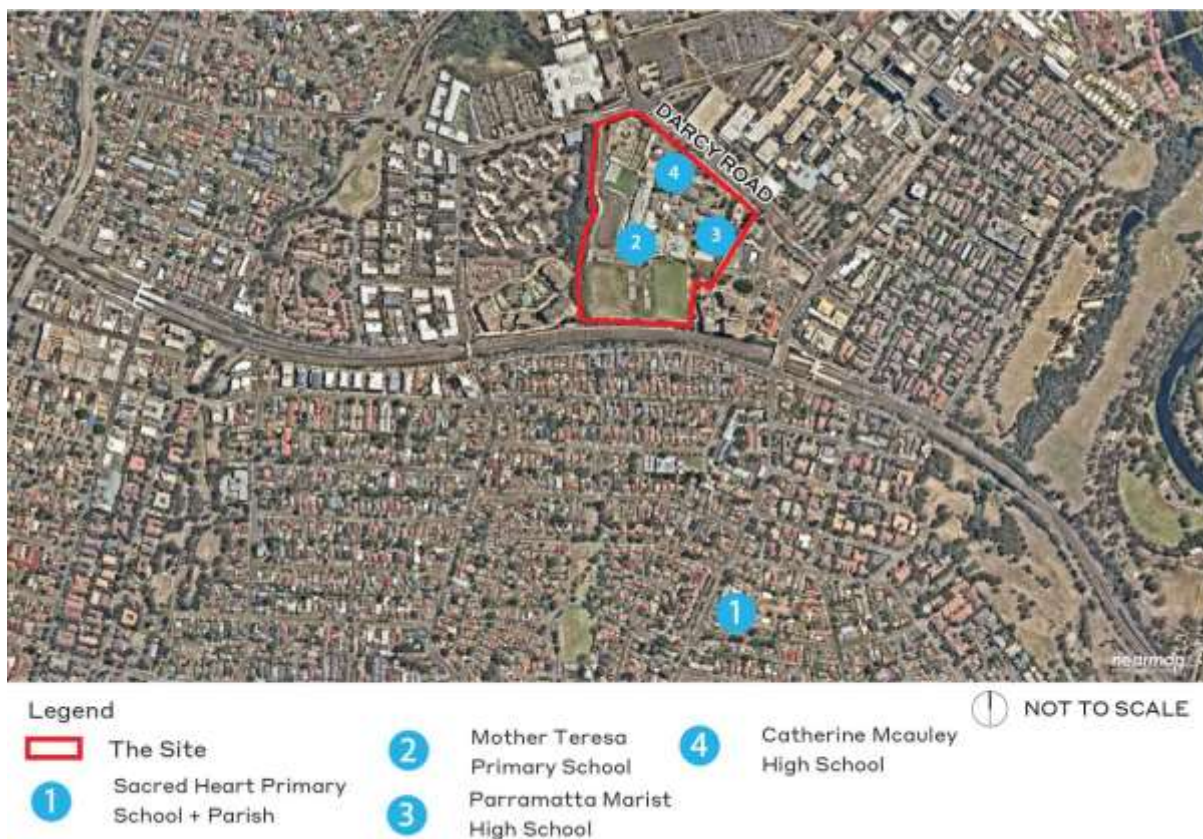 DARCY ROAD
4
2
3
1
nearmap
Legend
The Site
1
Sacred Heart Primary
School + Parish
2
Mother Teresa
Primary School
3
Parramatta Marist
High School
4
Catherine Mcauley
High School
NOT TO SCALE